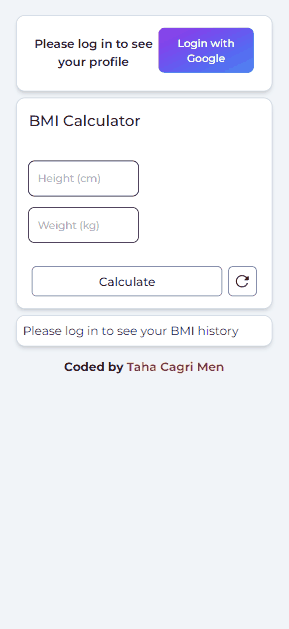 Please log in to see
your profile
Login with
Google
BMI Calculator
Height (cm)
Weight (kg)
Calculate
Please log in to see your BMI history
Coded by Taha Cagri Men